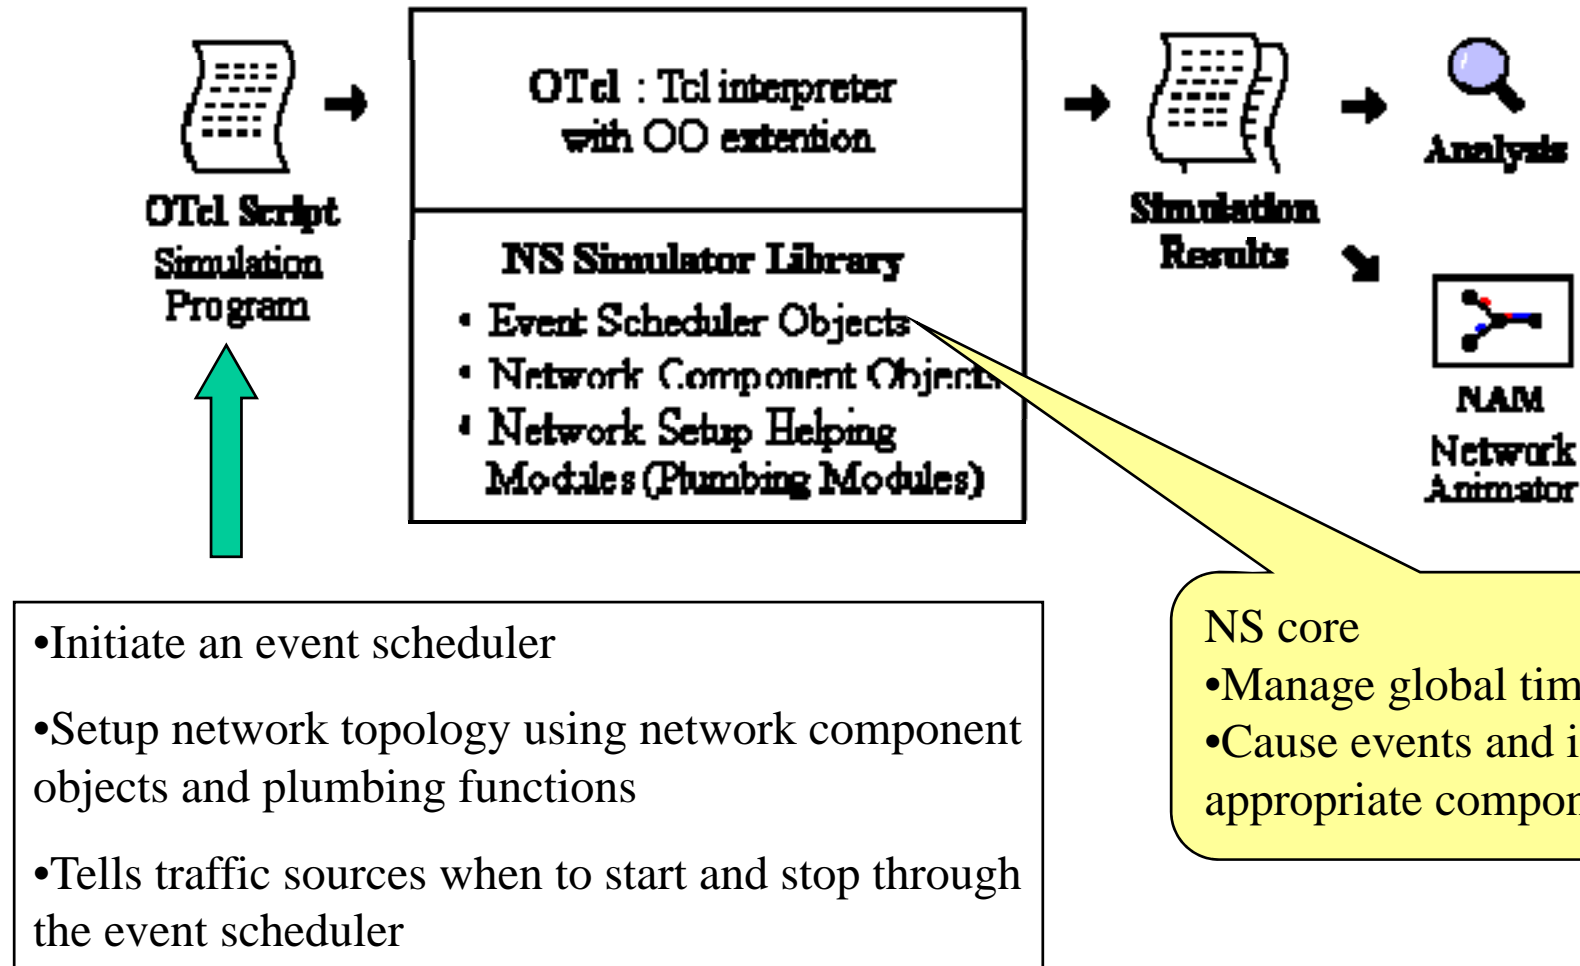 OTcl Script
Simulation
Program
OTcl : Tcl interpreter
with OO extention
NS Simulator Library
• Event Scheduler Objects
• Network Component Objects
• Network Setup Helping
Modules (Plumbing Modules)
Simulation
Results
Analysis
NAM
Network
Animator
•Initiate an event scheduler
•Setup network topology using network component
objects and plumbing functions
•Tells traffic sources when to start and stop through
the event scheduler
NS core
•Manage global
•Cause events and
appropriate